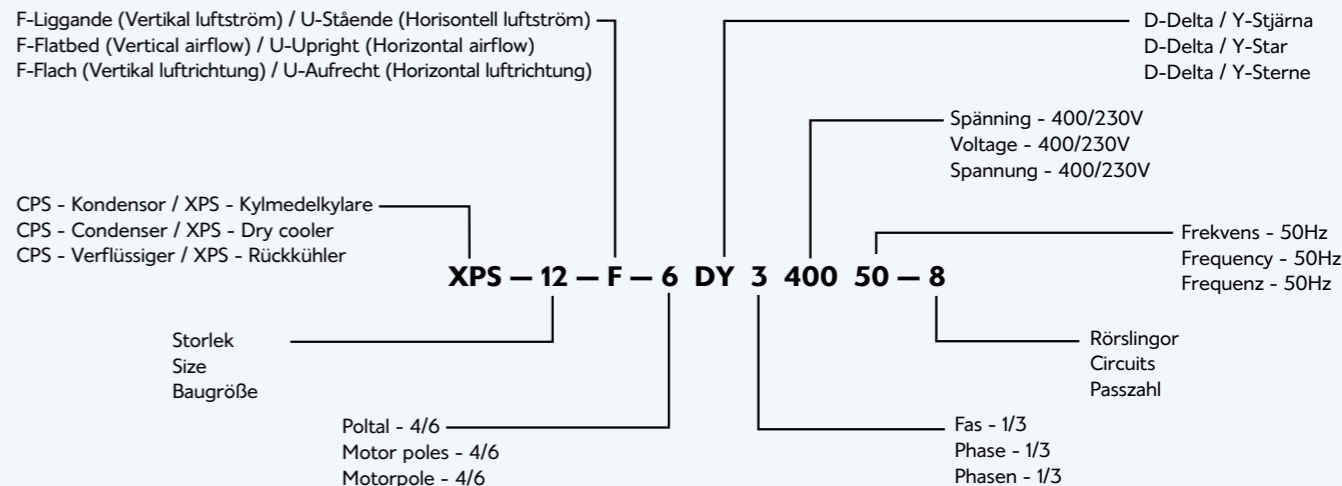 F-Liggande (Vertikal luftström) / U-Stående (Horisontell luftström)
F-Flatbed (Vertical airflow) / U-Upright (Horizontal airflow)
F-Flach (Vertikal luftrichtung) / U-Aufrecht (Horizontal luftrichtung)
D-Delta / Y-Stjärna
D-Delta / Y-Star
D-Delta / Y-Sterne
Spänning - 400/230V
Voltage - 400/230V
Spannung - 400/230V
CPS - Kondensor / XPS - Kylmedelkylare
CPS - Condenser / XPS - Dry cooler
CPS - Verflüssiger / XPS - Rückkühler
Frekvens - 50Hz
Frequency - 50Hz
Frequenz - 50Hz
XPS — 12 — F — 6 DY 3 400 50 — 8
Storlek
Size
Baugröße
Rörslingor
Circuits
Passzahl
Poltal - 4/6
Motor poles - 4/6
Motorpole - 4/6
Fas - 1/3
Phase - 1/3
Phasen - 1/3